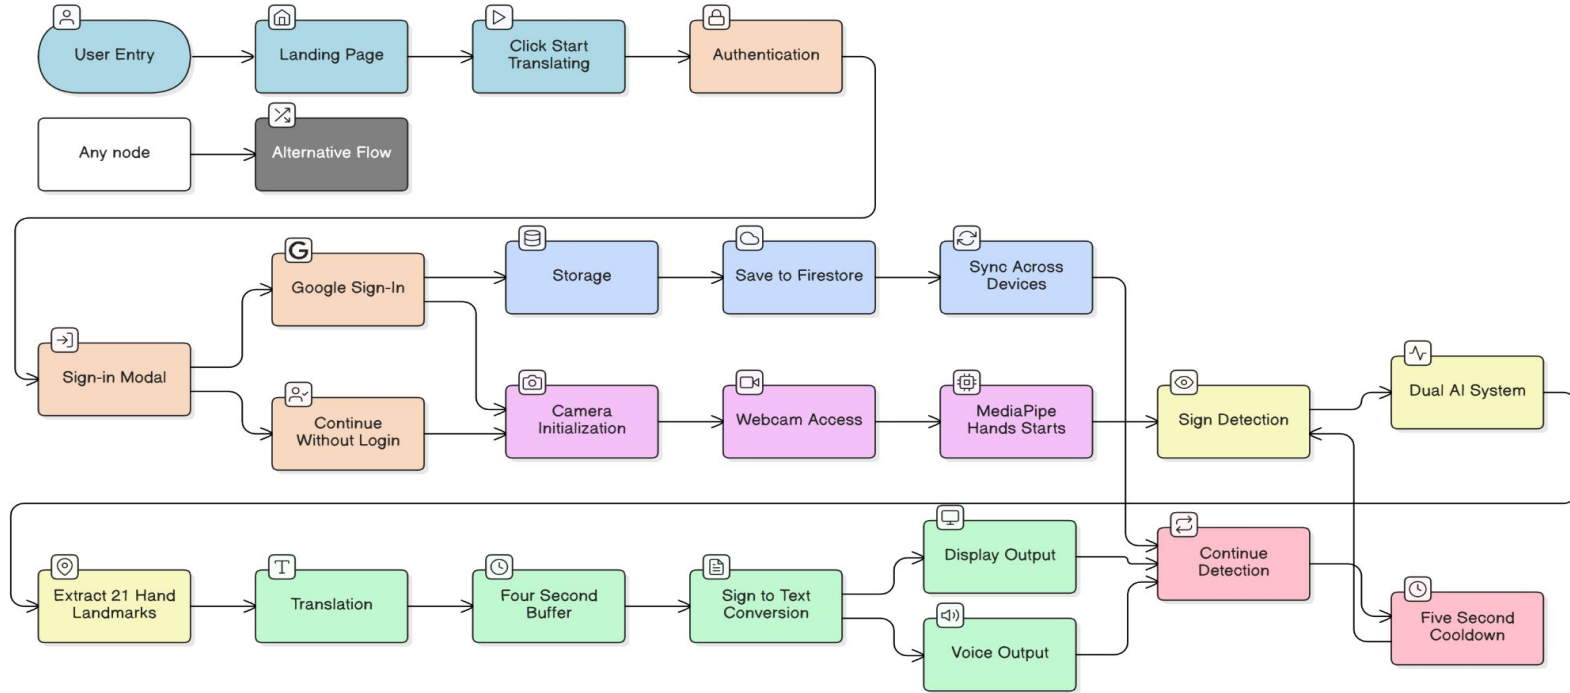 User Entry
Landing Page
Click Start
Translating
Authentication
Any node
Alternative Flow
G
Google Sign-In
Storage
Save to Firestore
Sync Across
Devices
Sign-in Modal
Continue
Without Login
Camera
Initialization
Webcam Access
MediaPipe
Hands Starts
Sign Detection
Dual AI System
Extract 21 Hand
Landmarks
T
Translation
Four Second
Buffer
Sign to Text
Conversion
Display Output
Voice Output
Continue
Detection
Five Second
Cooldown